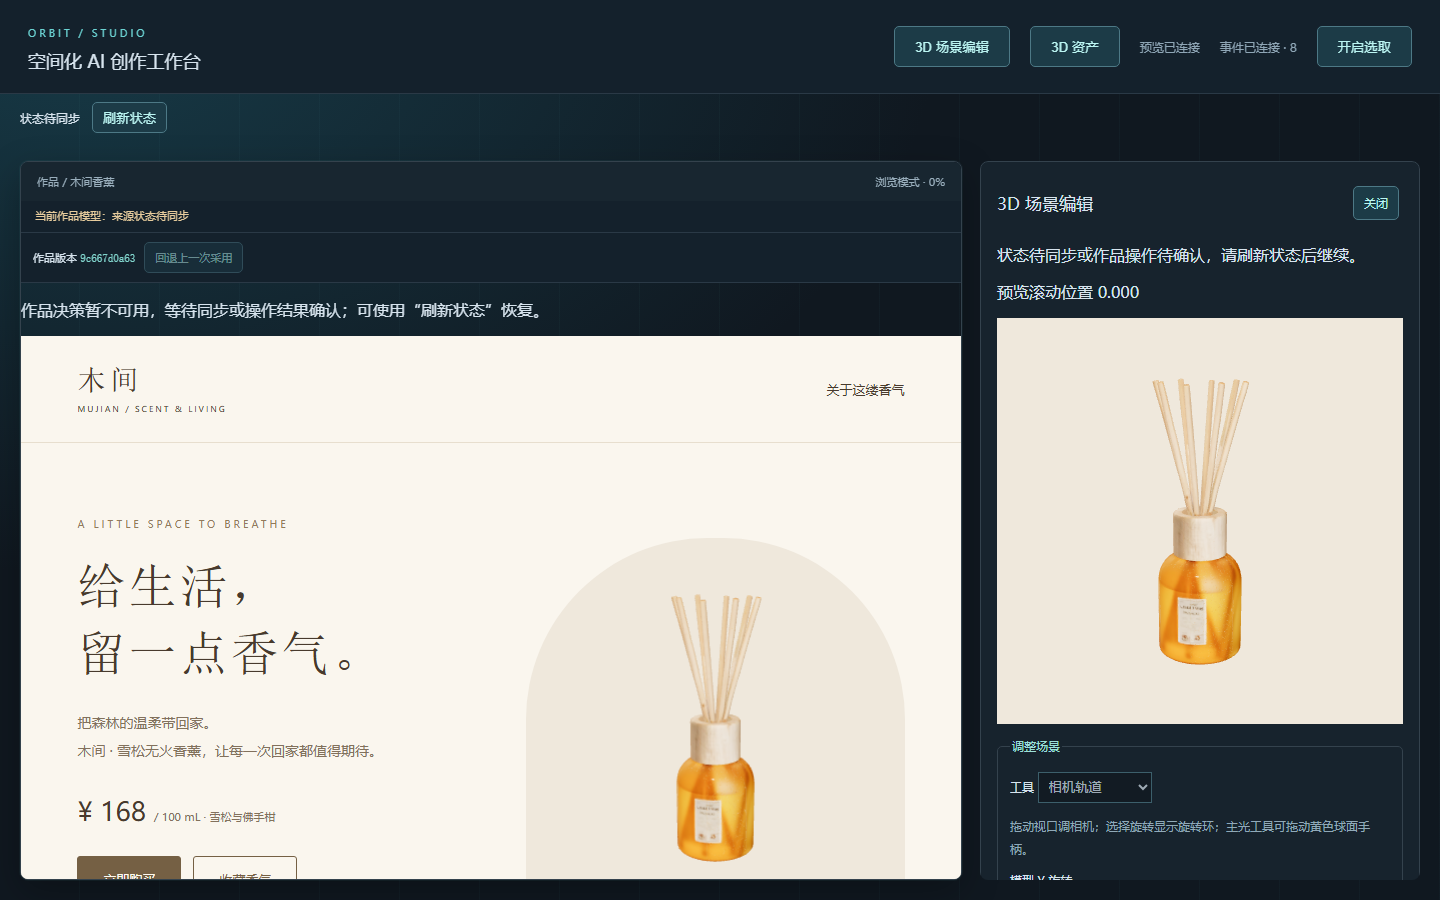 ORBIT / STUDIO
空间化 AI 创作工作台
3D 场景编辑
3D 资产
预览已连接
事件已连接 · 8
开启选取
状态待同步
刷新状态
作品 / 木间香薰
浏览模式 · 0%
当前作品模型：来源状态待同步
作品版本 9c667d0a63
回退上一次采用
作品决策暂不可用，等待同步或操作结果确认；可使用“刷新状态”恢复。
木间
MUJIAN / SCENT & LIVING
关于这缕香气
A LITTLE SPACE TO BREATHE
给生活，
留一点香气。
把森林的温柔带回家。
木间 · 雪松无火香薰，让每一次回家都值得期待。
¥ 168 / 100 mL · 雪松与佛手柑
立即购买
收藏香气
3D 场景编辑
关闭
状态待同步或作品操作待确认，请刷新状态后继续。
预览滚动位置 0.000
调整场景
工具 相机轨道
拖动视口调相机；选择旋转显示旋转环；主光工具可拖动黄色球面手
柄。
模型 Y 旋转